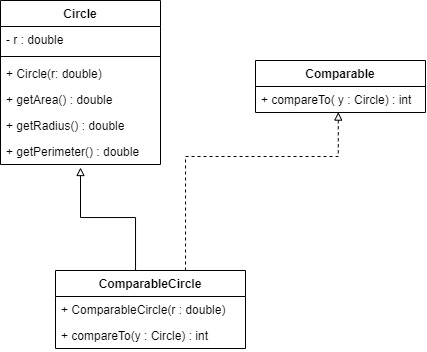 Circle
- r : double
+ Circle(r: double)
+ getArea() : double
+ getRadius() : double
+ getPerimeter() : double
Comparable
+ compareTo( y : Circle) : int
ComparableCircle
+ ComparableCircle(r : double)
+ compareTo(y : Circle) : int